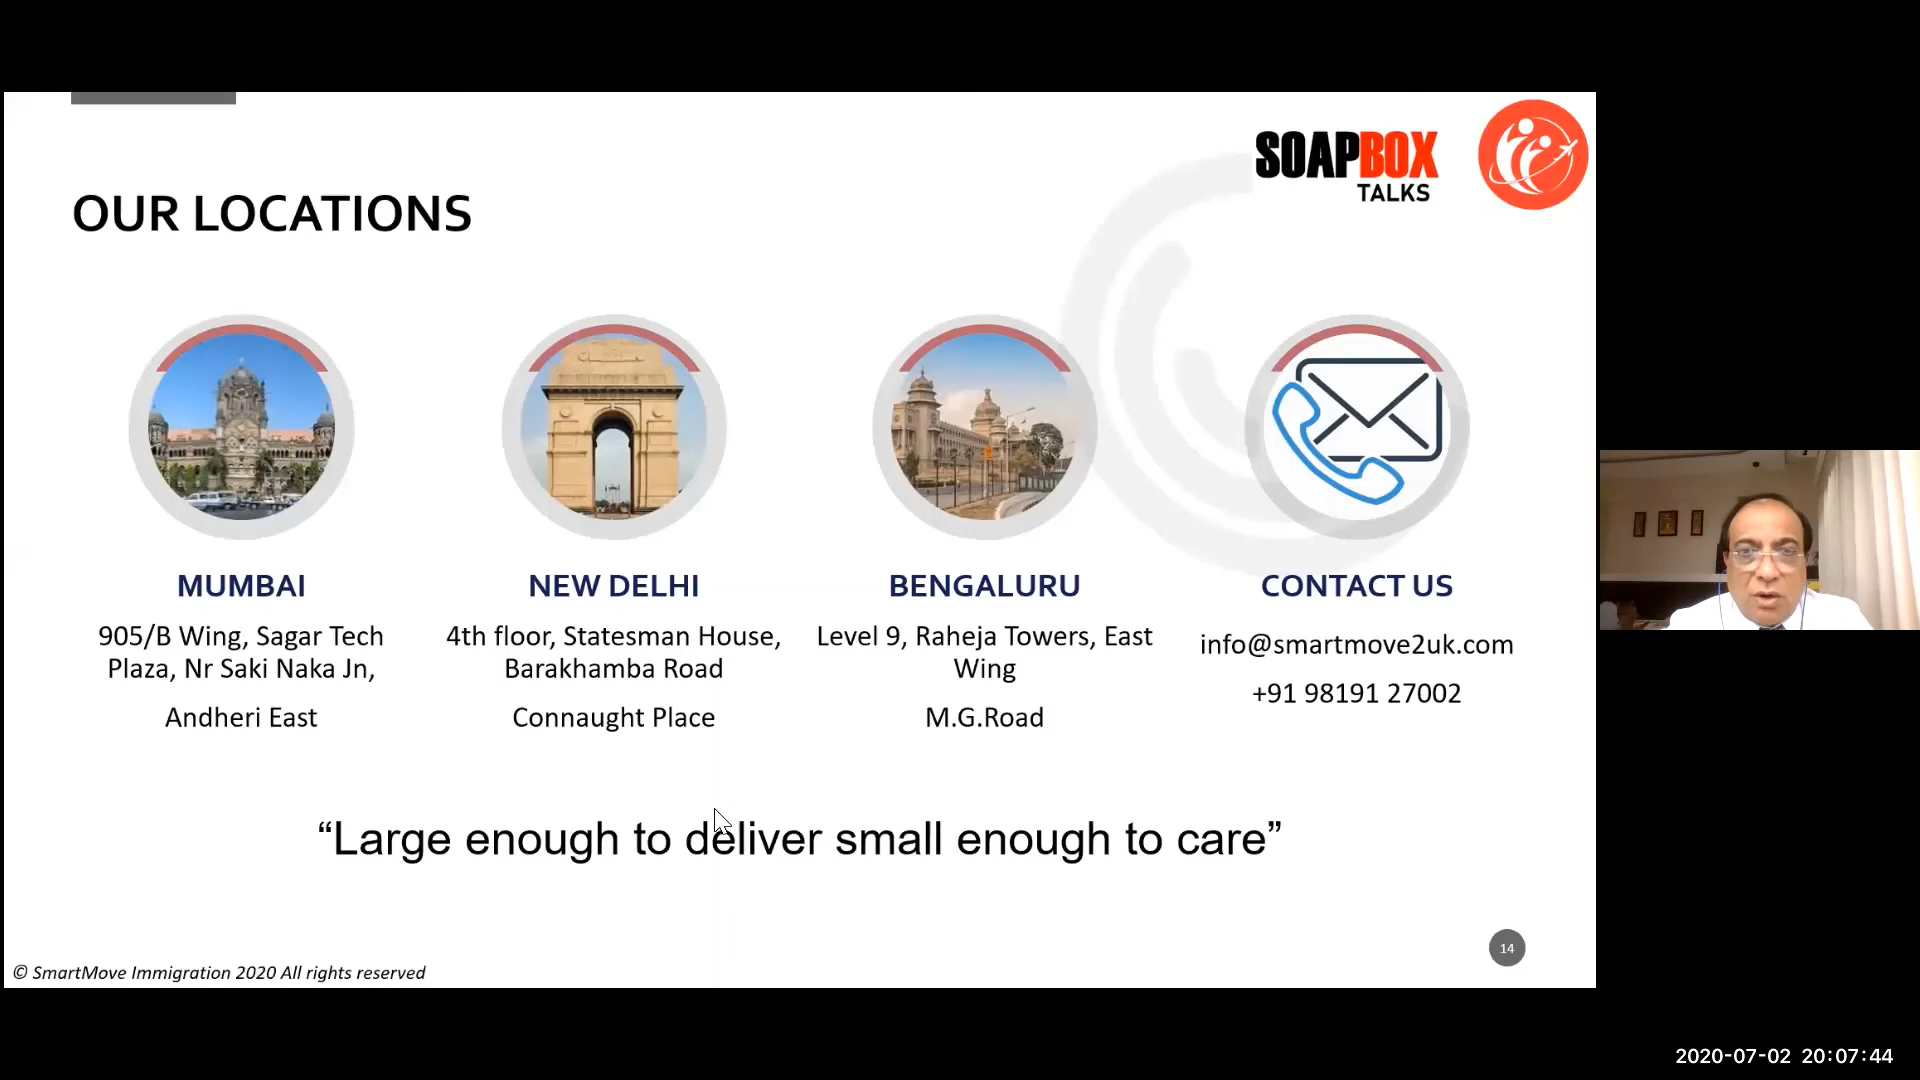 SOAPBOX
TALKS
OUR LOCATIONS
MUMBAI
905/B Wing, Sagar Tech
Plaza, Nr Saki Naka Jn,
Andheri East
NEW DELHI
4th floor, Statesman House,
Barakhamba Road
Connaught Place
BENGALURU
Level 9, Raheja Towers, East
Wing
M.G.Road
CONTACT US
info@smartmove2uk.com
+91 98191 27002
“Large enough to deliver small enough to care”
14
© SmartMove Immigration 2020 All rights reserved
2020-07-02 20:07:44